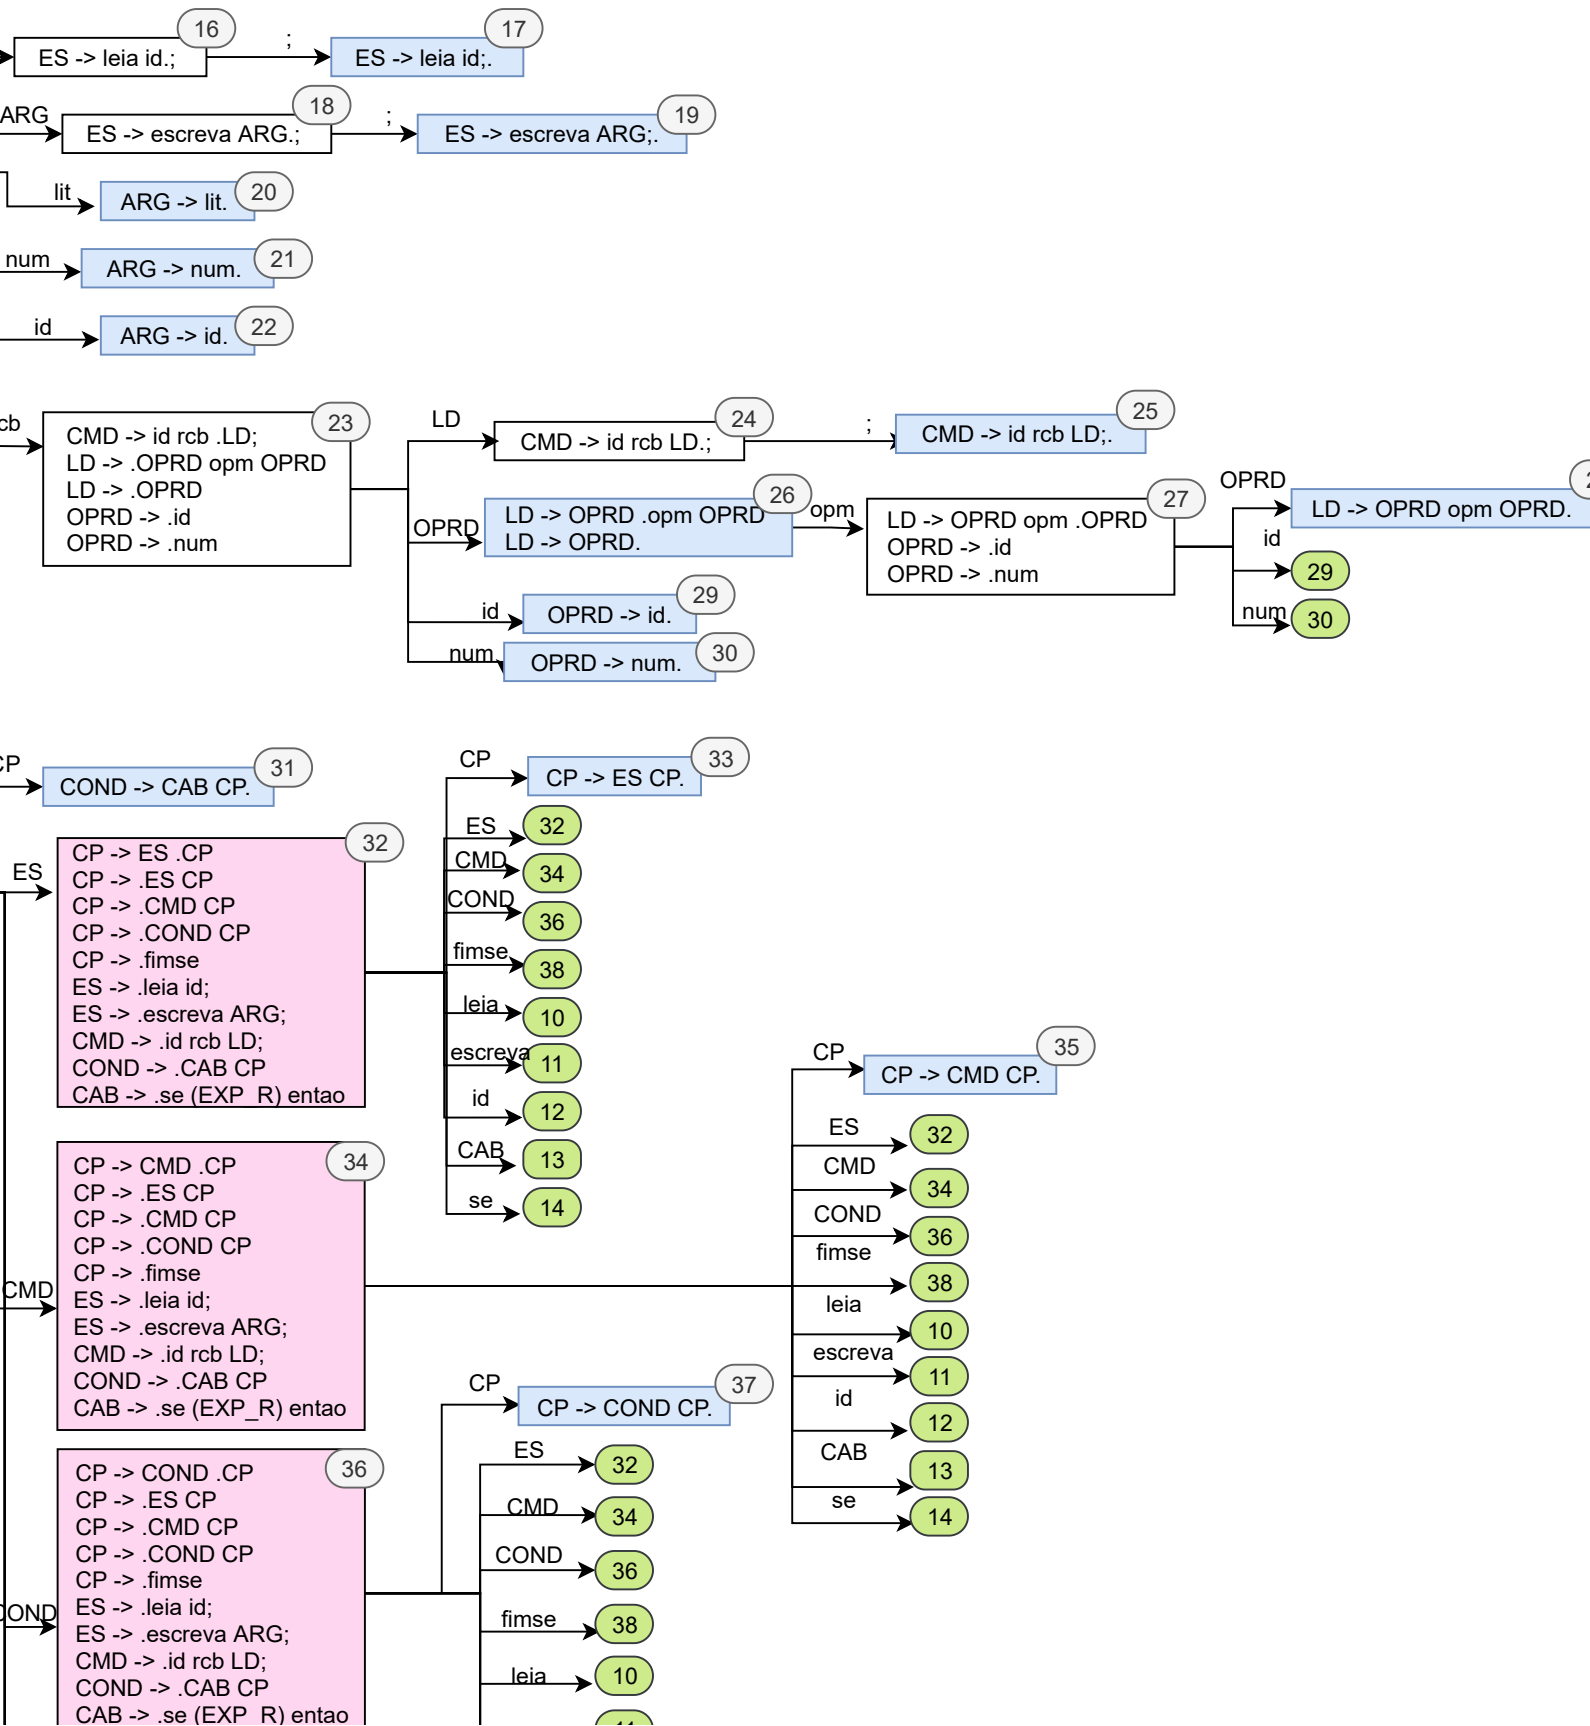 16
ES -> leia id.;
;
17
ES -> leia id;.
ARG
18
ES -> escreva ARG.;
;
19
ES -> escreva ARG;.
lit
20
ARG -> lit.
num
21
ARG -> num.
id
22
ARG -> id.
cb
23
CMD -> id rcb .LD;
LD -> .OPRD opm OPRD
LD -> .OPRD
OPRD -> .id
OPRD -> .num
LD
24
CMD -> id rcb LD.;
;
25
CMD -> id rcb LD;.
OPRD
26
LD -> OPRD .opm OPRD
LD -> OPRD.
opm
27
LD -> OPRD opm .OPRD
OPRD -> .id
OPRD -> .num
OPRD
2
LD -> OPRD opm OPRD.
id
29
num
30
id
29
OPRD -> id.
num
30
OPRD -> num.
CP
31
COND -> CAB CP.
ES
32
CP -> ES .CP
CP -> .ES CP
CP -> .CMD CP
CP -> .COND CP
CP -> .fimse
ES -> .leia id;
ES -> .escreva ARG;
CMD -> .id rcb LD;
COND -> .CAB CP
CAB -> .se (EXP_R) entao
CP
33
CP -> ES CP.
ES
32
CMD
34
COND
36
fimse
38
leia
10
escreva
11
id
12
CAB
13
se
14
CMD
34
CP -> CMD .CP
CP -> .ES CP
CP -> .CMD CP
CP -> .COND CP
CP -> .fimse
ES -> .leia id;
ES -> .escreva ARG;
CMD -> .id rcb LD;
COND -> .CAB CP
CAB -> .se (EXP_R) entao
CP
35
CP -> CMD CP.
ES
32
CMD
34
COND
36
fimse
38
leia
10
escreva
11
id
12
CAB
13
se
14
COND
36
CP -> COND .CP
CP -> .ES CP
CP -> .CMD CP
CP -> .COND CP
CP -> .fimse
ES -> .leia id;
ES -> .escreva ARG;
CMD -> .id rcb LD;
COND -> .CAB CP
CAB -> .se (EXP_R) entao
CP
37
CP -> COND CP.
ES
32
CMD
34
COND
36
fimse
38
leia
10
11